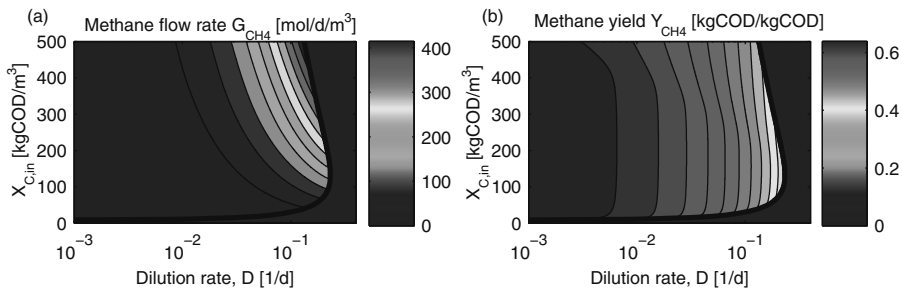 (a) Methane flow rate G_CH4 [mol/d/m³]
500
400
300
200
100
0
X_C,in [kgCOD/m³]
10⁻³ 10⁻² 10⁻¹
Dilution rate, D [1/d]
400
300
200
100
0
(b) Methane yield Y_CH4 [kgCOD/kgCOD]
500
400
300
200
100
0
X_C,in [kgCOD/m³]
10⁻³ 10⁻² 10⁻¹
Dilution rate, D [1/d]
0.6
0.4
0.2
0